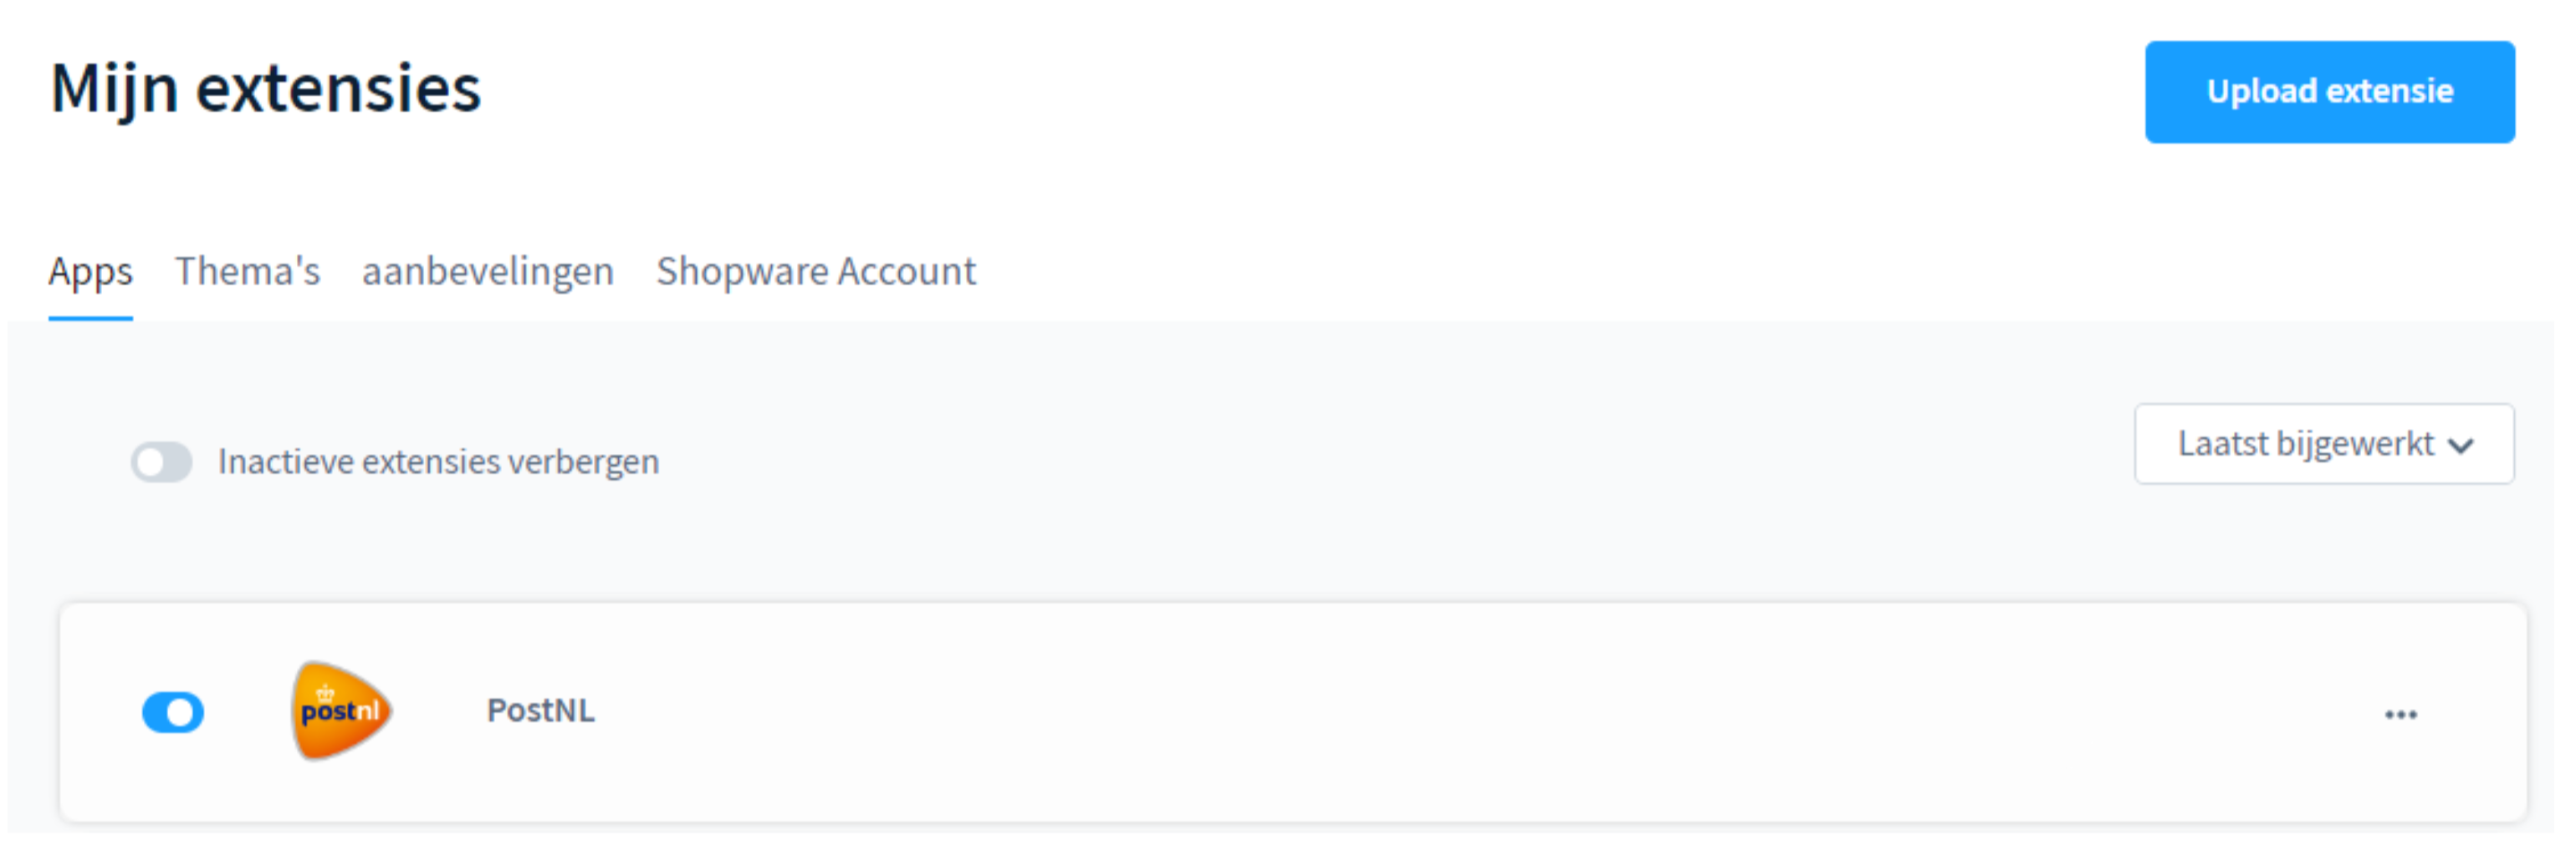 Mijn extensies
Upload extensie
Apps Thema's aanbevelingen Shopware Account
Inactieve extensies verbergen
Laatst bijgewerkt
postnl
PostNL